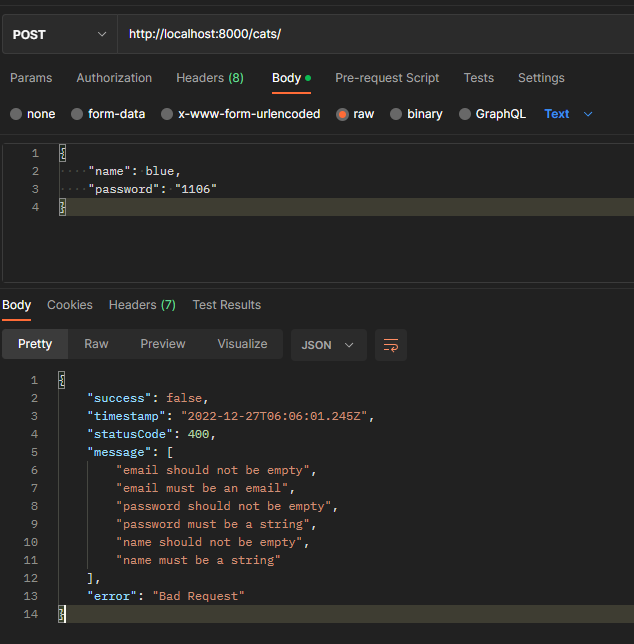 POST http://localhost:8000/cats/
Params Authorization Headers (8) Body Pre-request Script Tests Settings
none form-data x-www-form-urlencoded raw binary GraphQL Text
1 {
2 "name": blue,
3 "password": "1106"
4 }
Body Cookies Headers (7) Test Results
Pretty Raw Preview Visualize JSON
1 {
2 "success": false,
3 "timestamp": "2022-12-27T06:06:01.245Z",
4 "statusCode": 400,
5 "message": [
6 "email should not be empty",
7 "email must be an email",
8 "password should not be empty",
9 "password must be a string",
10 "name should not be empty",
11 "name must be a string"
12 ],
13 "error": "Bad Request"
14 }